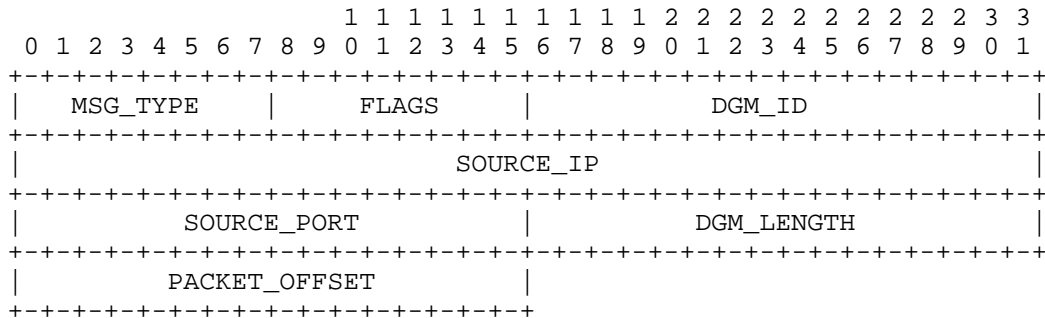 1 1 1 1 1 1 1 1 1 1 2 2 2 2 2 2 2 2 2 2 3 3
 0 1 2 3 4 5 6 7 8 9 0 1 2 3 4 5 6 7 8 9 0 1 2 3 4 5 6 7 8 9 0 1
+-+-+-+-+-+-+-+-+-+-+-+-+-+-+-+-+-+-+-+-+-+-+-+-+-+-+-+-+-+-+-+-+
|   MSG_TYPE    |     FLAGS     |           DGM_ID              |
+-+-+-+-+-+-+-+-+-+-+-+-+-+-+-+-+-+-+-+-+-+-+-+-+-+-+-+-+-+-+-+-+
|                           SOURCE_IP                           |
+-+-+-+-+-+-+-+-+-+-+-+-+-+-+-+-+-+-+-+-+-+-+-+-+-+-+-+-+-+-+-+-+
|          SOURCE_PORT          |          DGM_LENGTH           |
+-+-+-+-+-+-+-+-+-+-+-+-+-+-+-+-+-+-+-+-+-+-+-+-+-+-+-+-+-+-+-+-+
|         PACKET_OFFSET         |
+-+-+-+-+-+-+-+-+-+-+-+-+-+-+-+-+